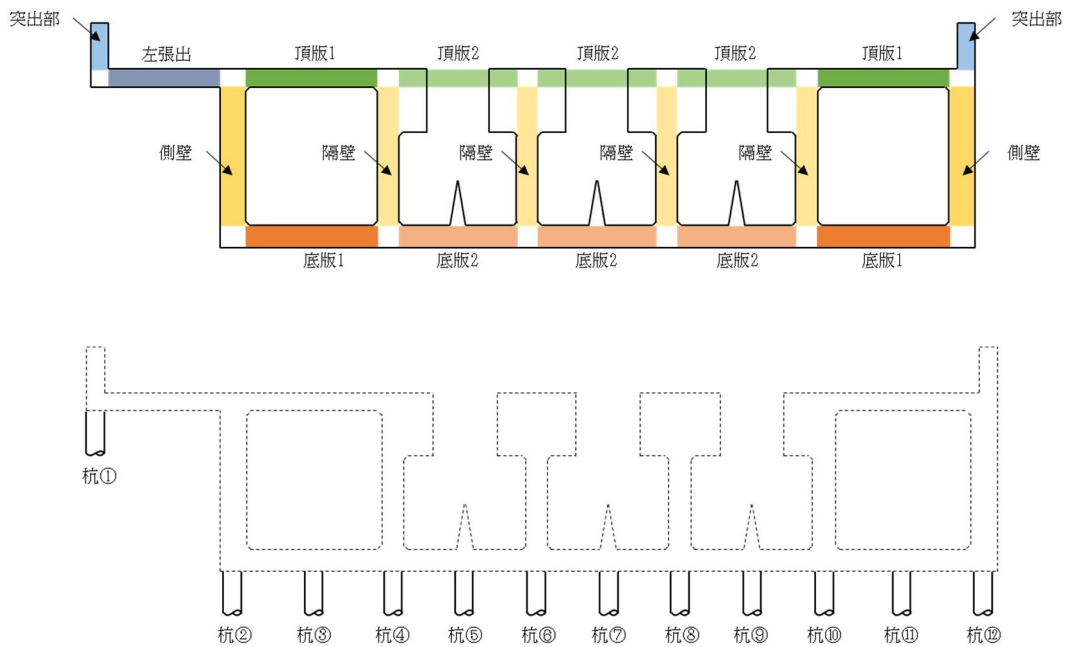 突出部
突出部
左張出
頂版1
頂版2
頂版2
頂版2
頂版1
側壁
隔壁
隔壁
隔壁
隔壁
側壁
底版1
底版2
底版2
底版2
底版1
杭①
杭②
杭③
杭④
杭⑤
杭⑥
杭⑦
杭⑧
杭⑨
杭⑩
杭⑪
杭⑫